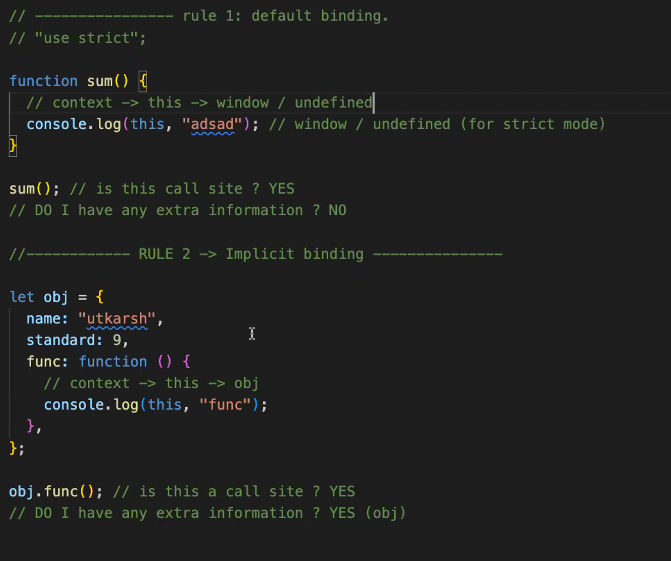 // ---------------- rule 1: default binding.
// "use strict";
function sum() {
// context -> this -> window / undefined
console.log(this, "adsad"); // window / undefined (for strict mode)
}
sum(); // is this call site ? YES
// DO I have any extra information ? NO
//------------ RULE 2 -> Implicit binding ---------------
let obj = {
name: "utkarsh",
standard: 9,
func: function () {
// context -> this -> obj
console.log(this, "func");
},
};
obj.func(); // is this a call site ? YES
// DO I have any extra information ? YES (obj)